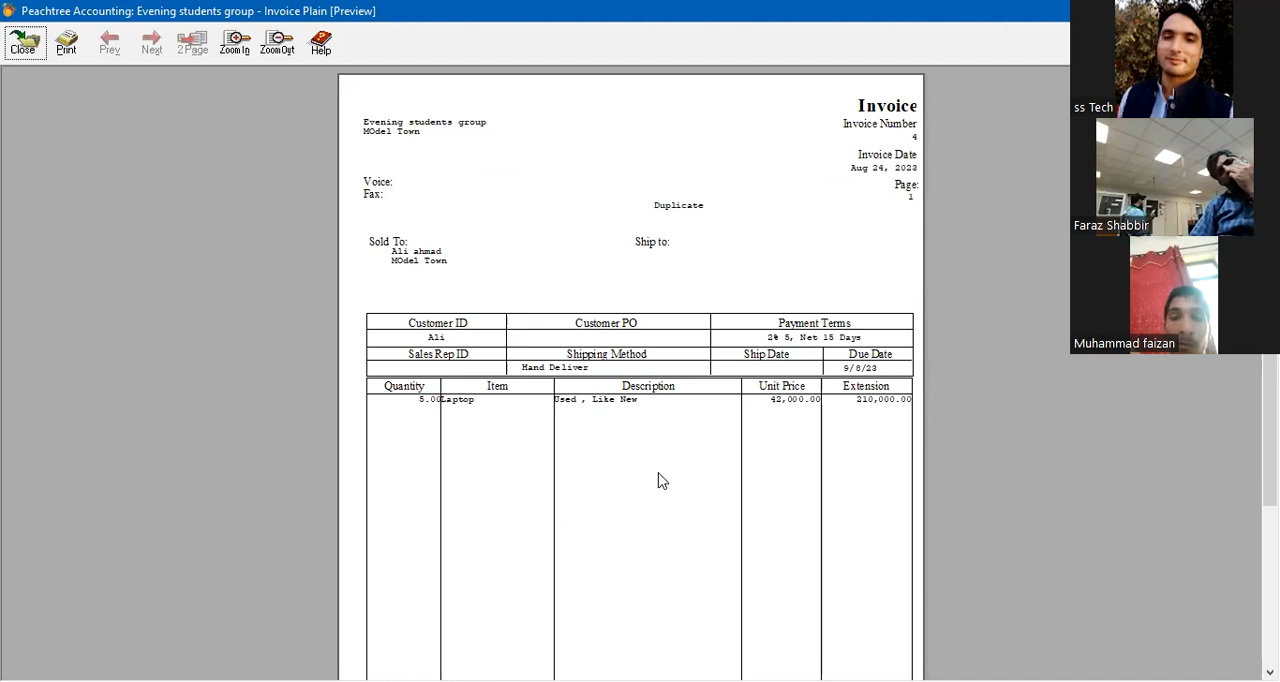 Peachtree Accounting: Evening students group - Invoice Plain [Preview]
Close Print Prev Next 2 Page Zoom In Zoom Out Help
Invoice
Evening students group
MOdel Town
Invoice Number
4
Invoice Date
Aug 24, 2023
Page:
1
Voice:
Fax:
Duplicate
Sold To:
Ali ahmad
MOdel Town
Ship to:
Customer ID Customer PO Payment Terms
Ali 2% 5, Net 15 Days
Sales Rep ID Shipping Method Ship Date Due Date
Hand Deliver 9/8/23
Quantity Item Description Unit Price Extension
5.00 Laptop Used , Like New 42,000.00 210,000.00
ss Tech
Faraz Shabbir
Muhammad faizan